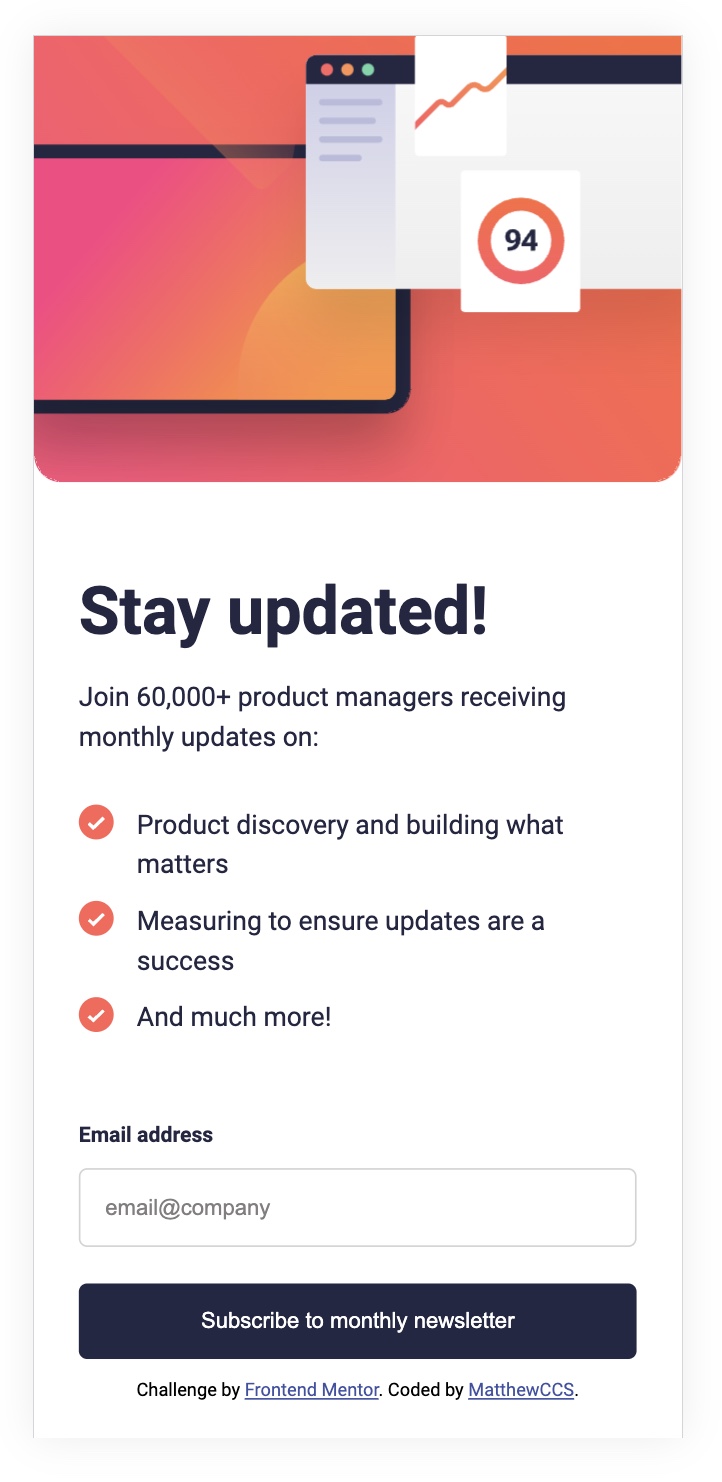 94
Stay updated!
Join 60,000+ product managers receiving
monthly updates on:
Product discovery and building what
matters
Measuring to ensure updates are a
success
And much more!
Email address
email@company
Subscribe to monthly newsletter
Challenge by Frontend Mentor. Coded by MatthewCCS.